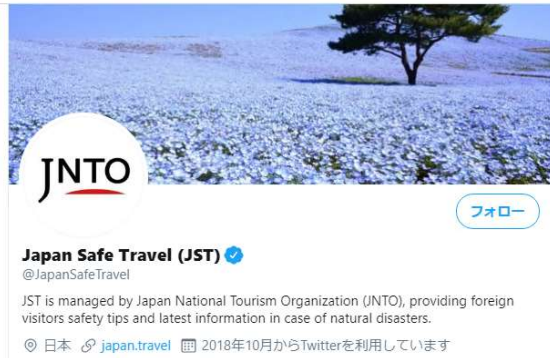 JNTO
フォロー
Japan Safe Travel (JST)
@JapanSafeTravel
JST is managed by Japan National Tourism Organization (JNTO), providing foreign
visitors safety tips and latest information in case of natural disasters.
日本 japan.travel 2018年10月からTwitterを利用しています